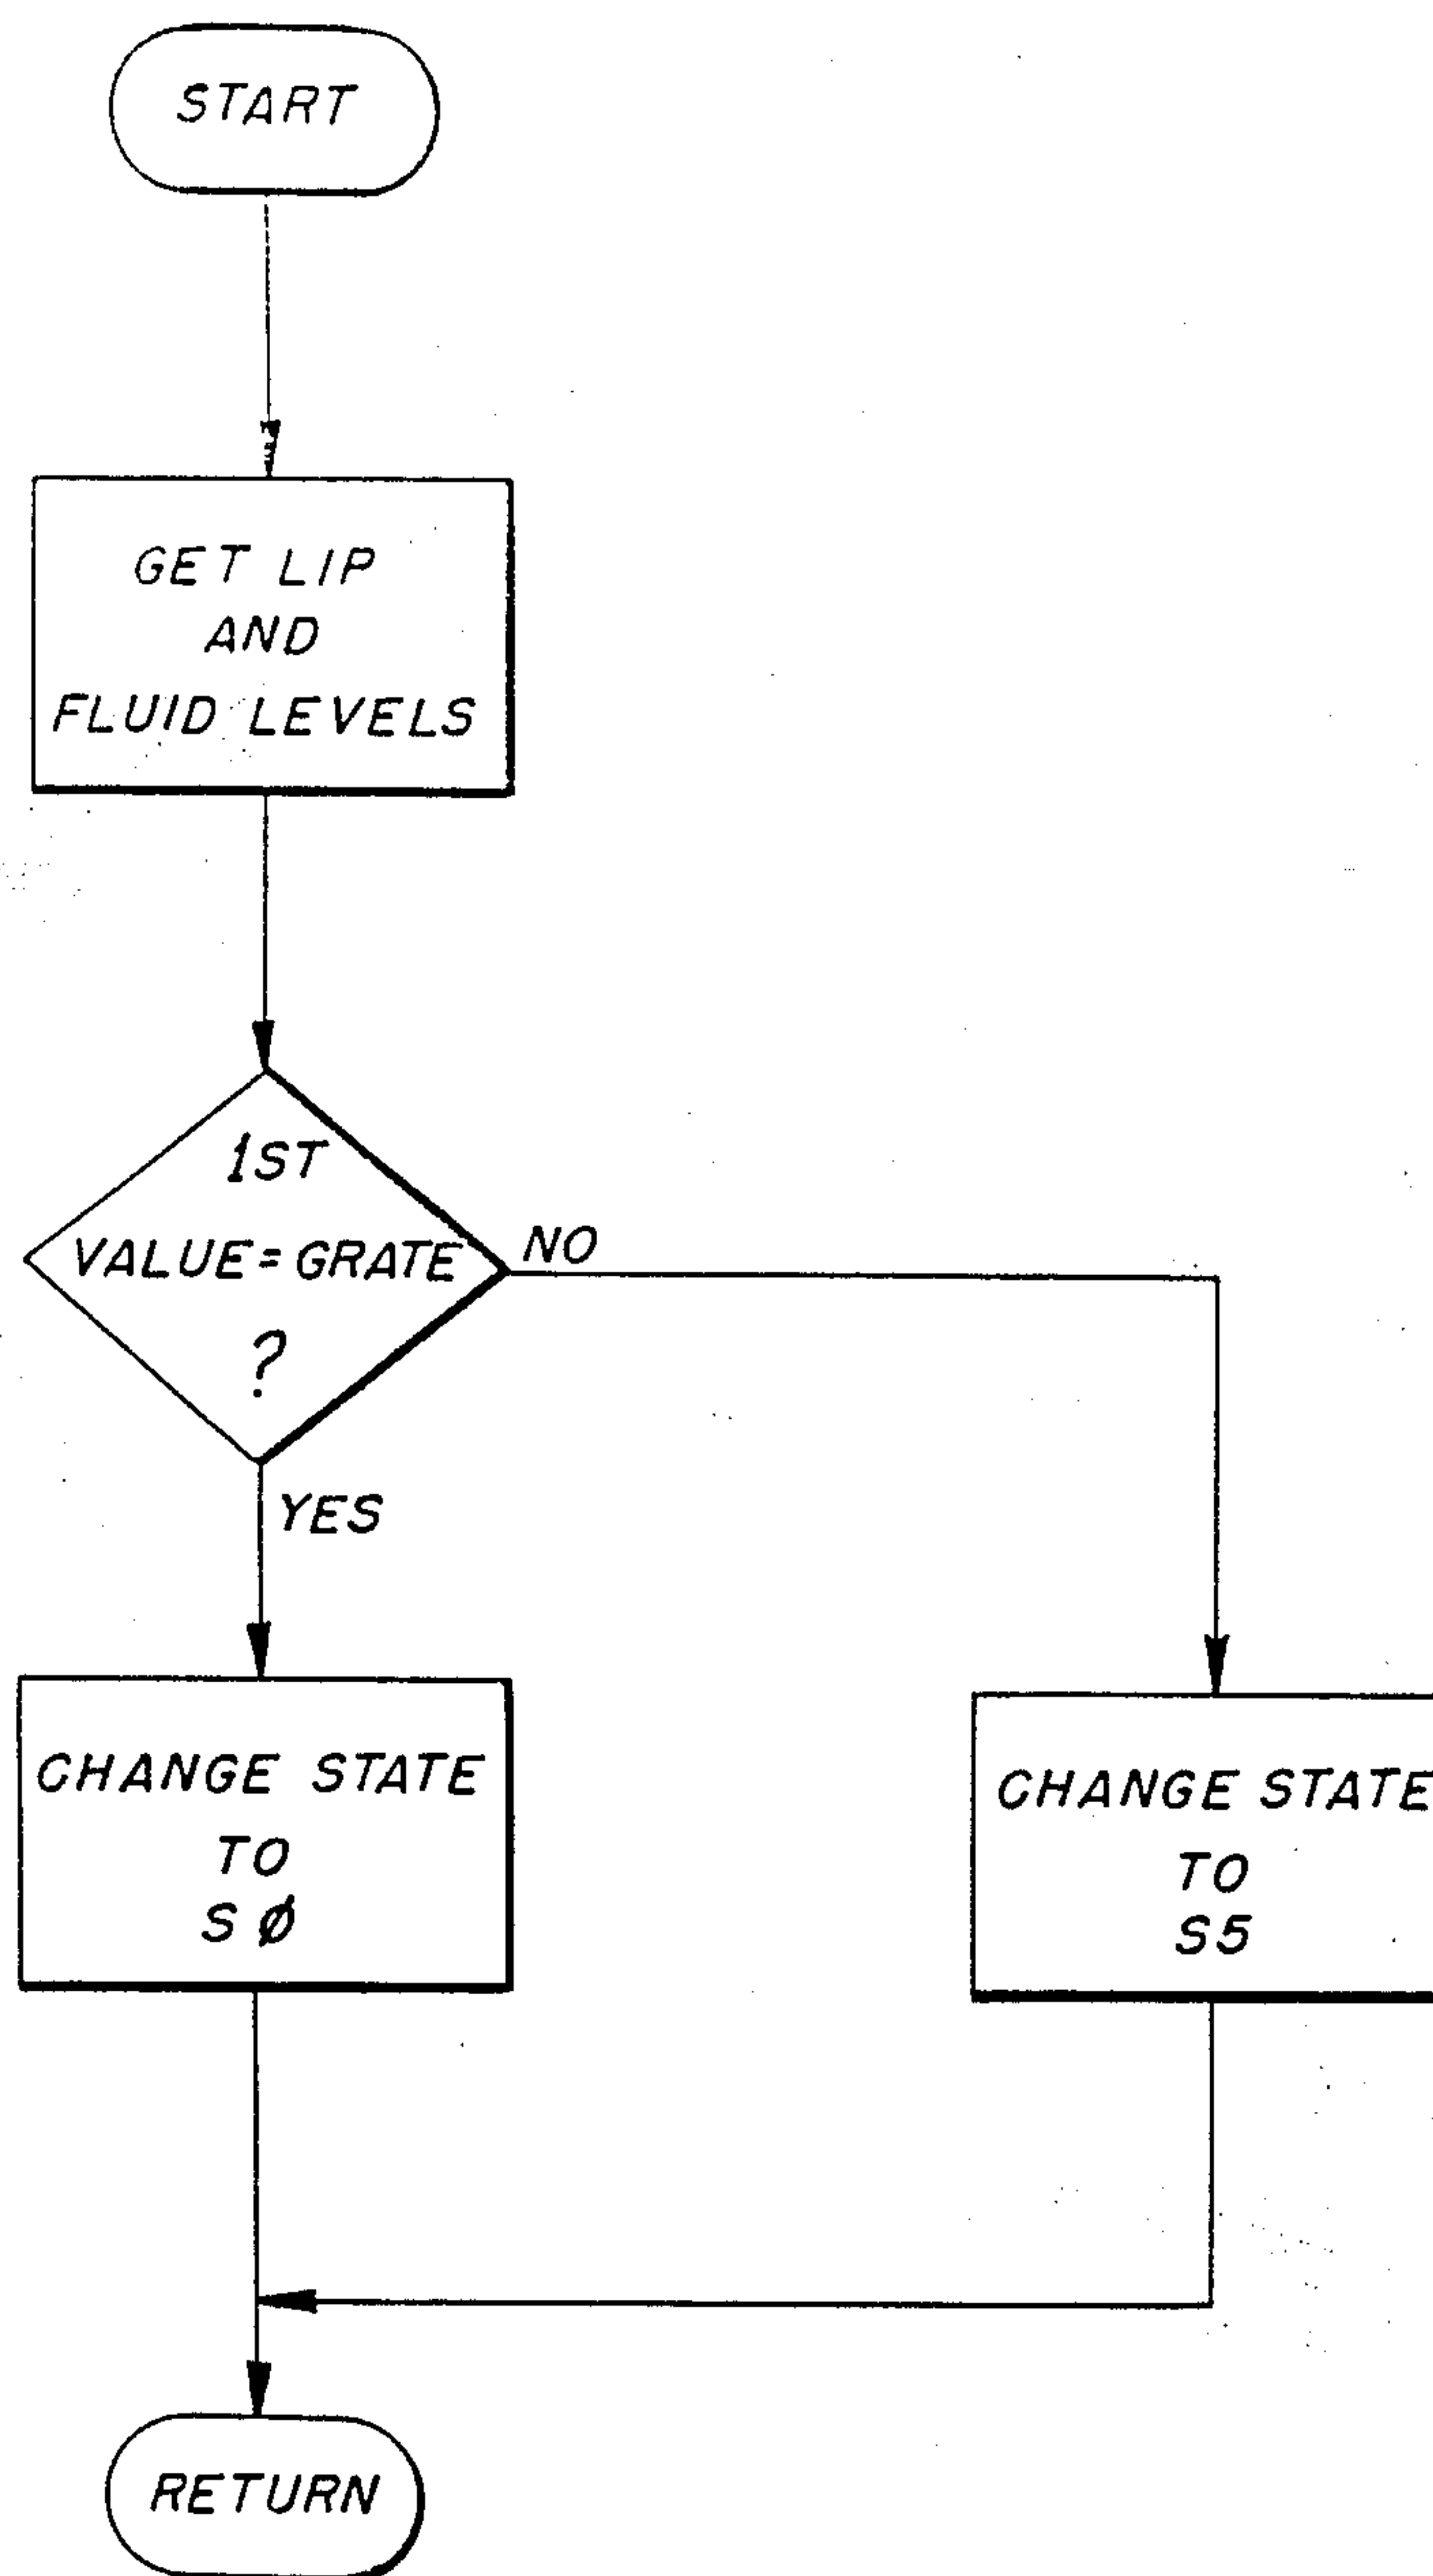 START
GET LIP
AND
FLUID LEVELS
1ST
VALUE = GRATE
?
NO
YES
CHANGE STATE
TO
SØ
CHANGE STATE
TO
S5
RETURN